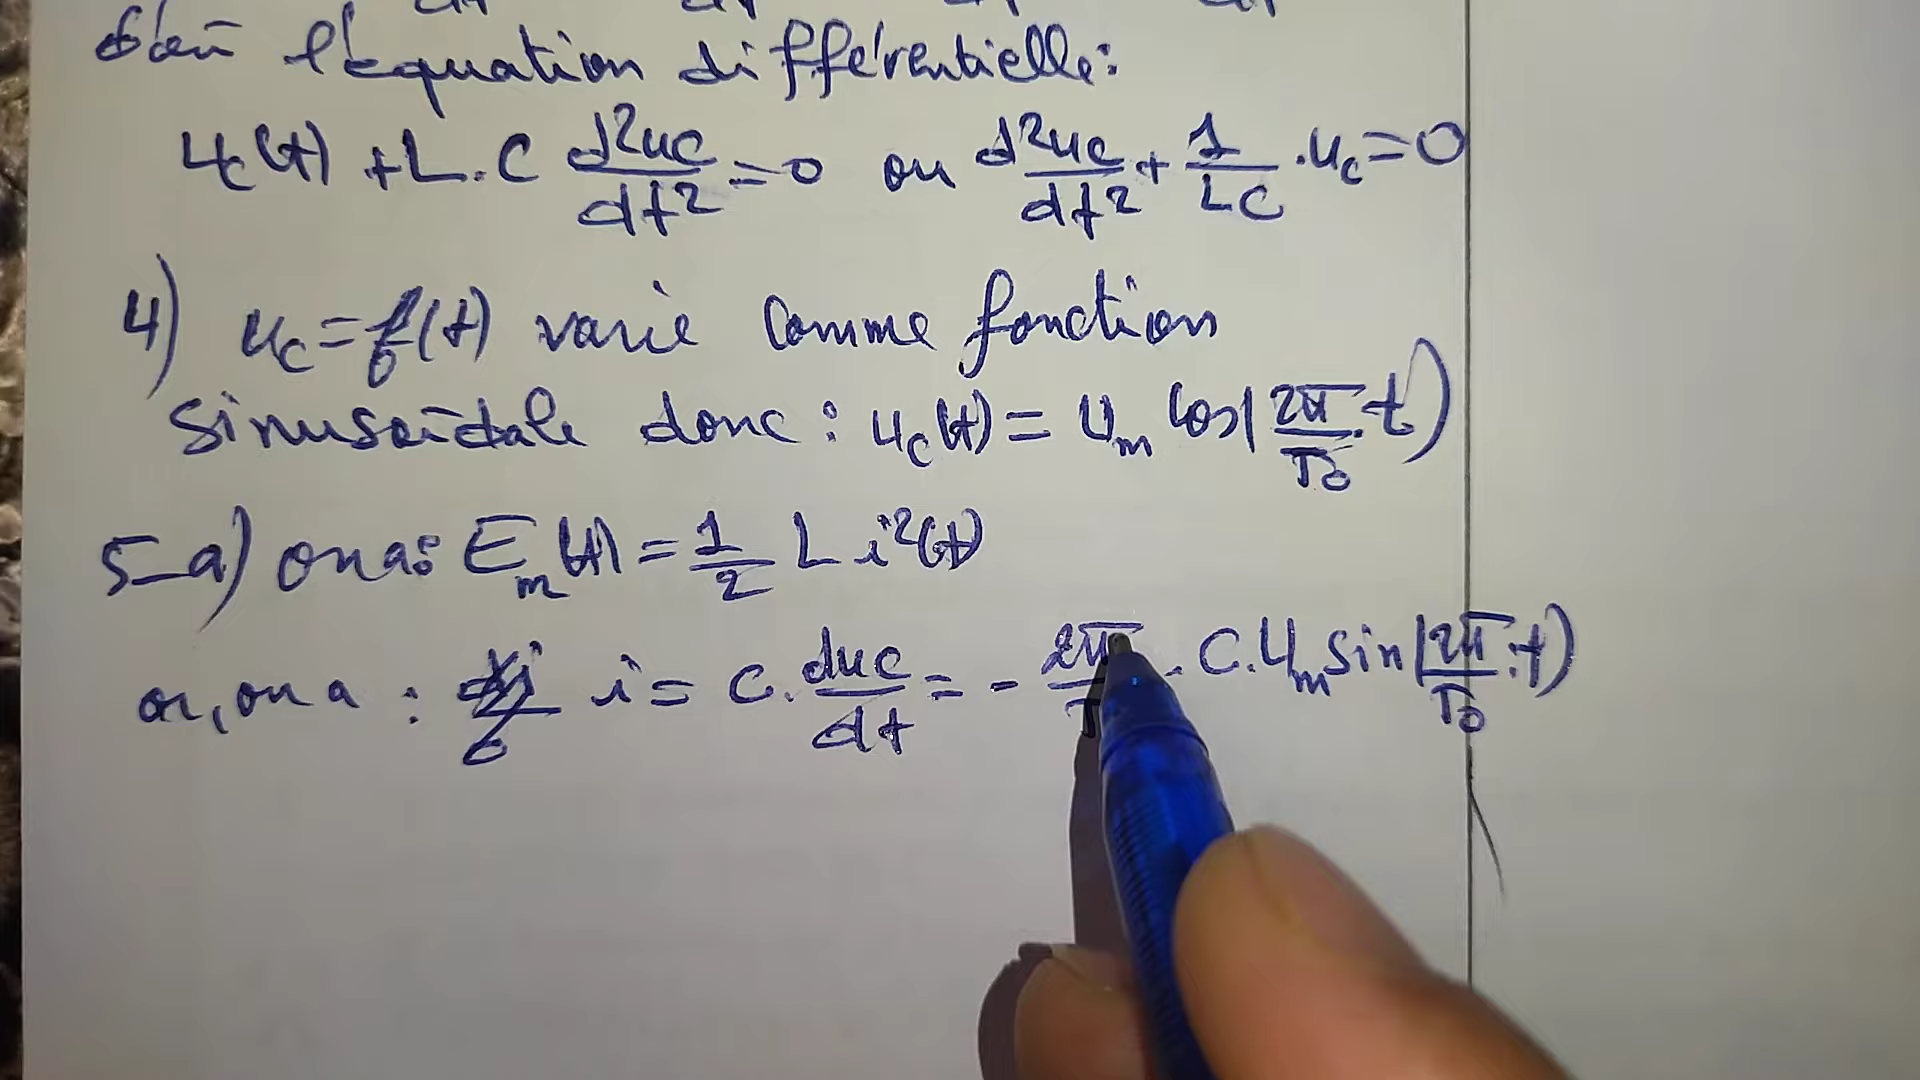 d'où l'équation différentielle:
uc(t) + L.C d²uc/dt² = 0 ou d²uc/dt² + 1/LC .uc = 0
4) uc = f(t) varie comme fonction
sinusoïdale donc : uc(t) = Um cos(2π/T0 .t)
5-a) on a: Em(t) = 1/2 L i²(t)
or, on a : i = C. duc/dt = - 2π . C.Um sin(2π/T0 .t)